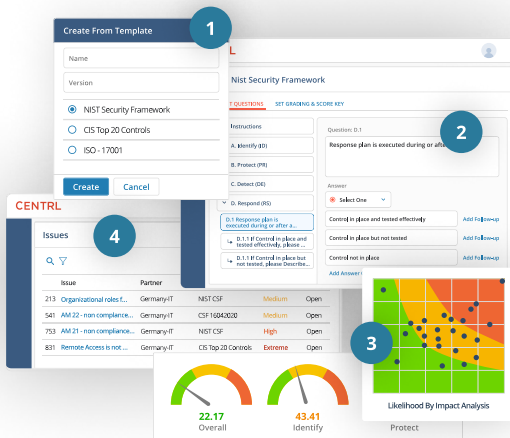 Create From Template
1
Name
Version
NIST Security Framework
CIS Top 20 Controls
ISO - 17001
Create
Cancel
Nist Security Framework
QUESTIONS
SET GRADING & SCORE KEY
Instructions
A. Identify (ID)
B. Protect (PR)
C. Detect (DE)
D. Respond (RS)
D.1 Response plan is
executed during or after a...
D.1.1 If Control in place and
tested effectively, please ...
D.1.1 If Control in place but
not tested, please Describe...
Question: D.1
2
Response plan is executed during or
Answer
Select One
Control in place and tested effectively
Add Follow-up
Control in place but not tested
Add Follow-up
Control not in place
Add Follow-up
Add Answer
CENTRL
4
Issues
Issue
Partner
213 Organizational roles f... Germany-IT NIST CSF Medium Open
541 AM 22 - non compliance... Germany-IT CSF 16042020 Medium Open
753 AM 21 - non compliance... Germany-IT NIST CSF High Open
831 Remote Access is not ... Germany-IT CIS Top 20 Controls Extreme Open
3
Likelihood By Impact Analysis
22.17
Overall
43.41
Identify
Protect